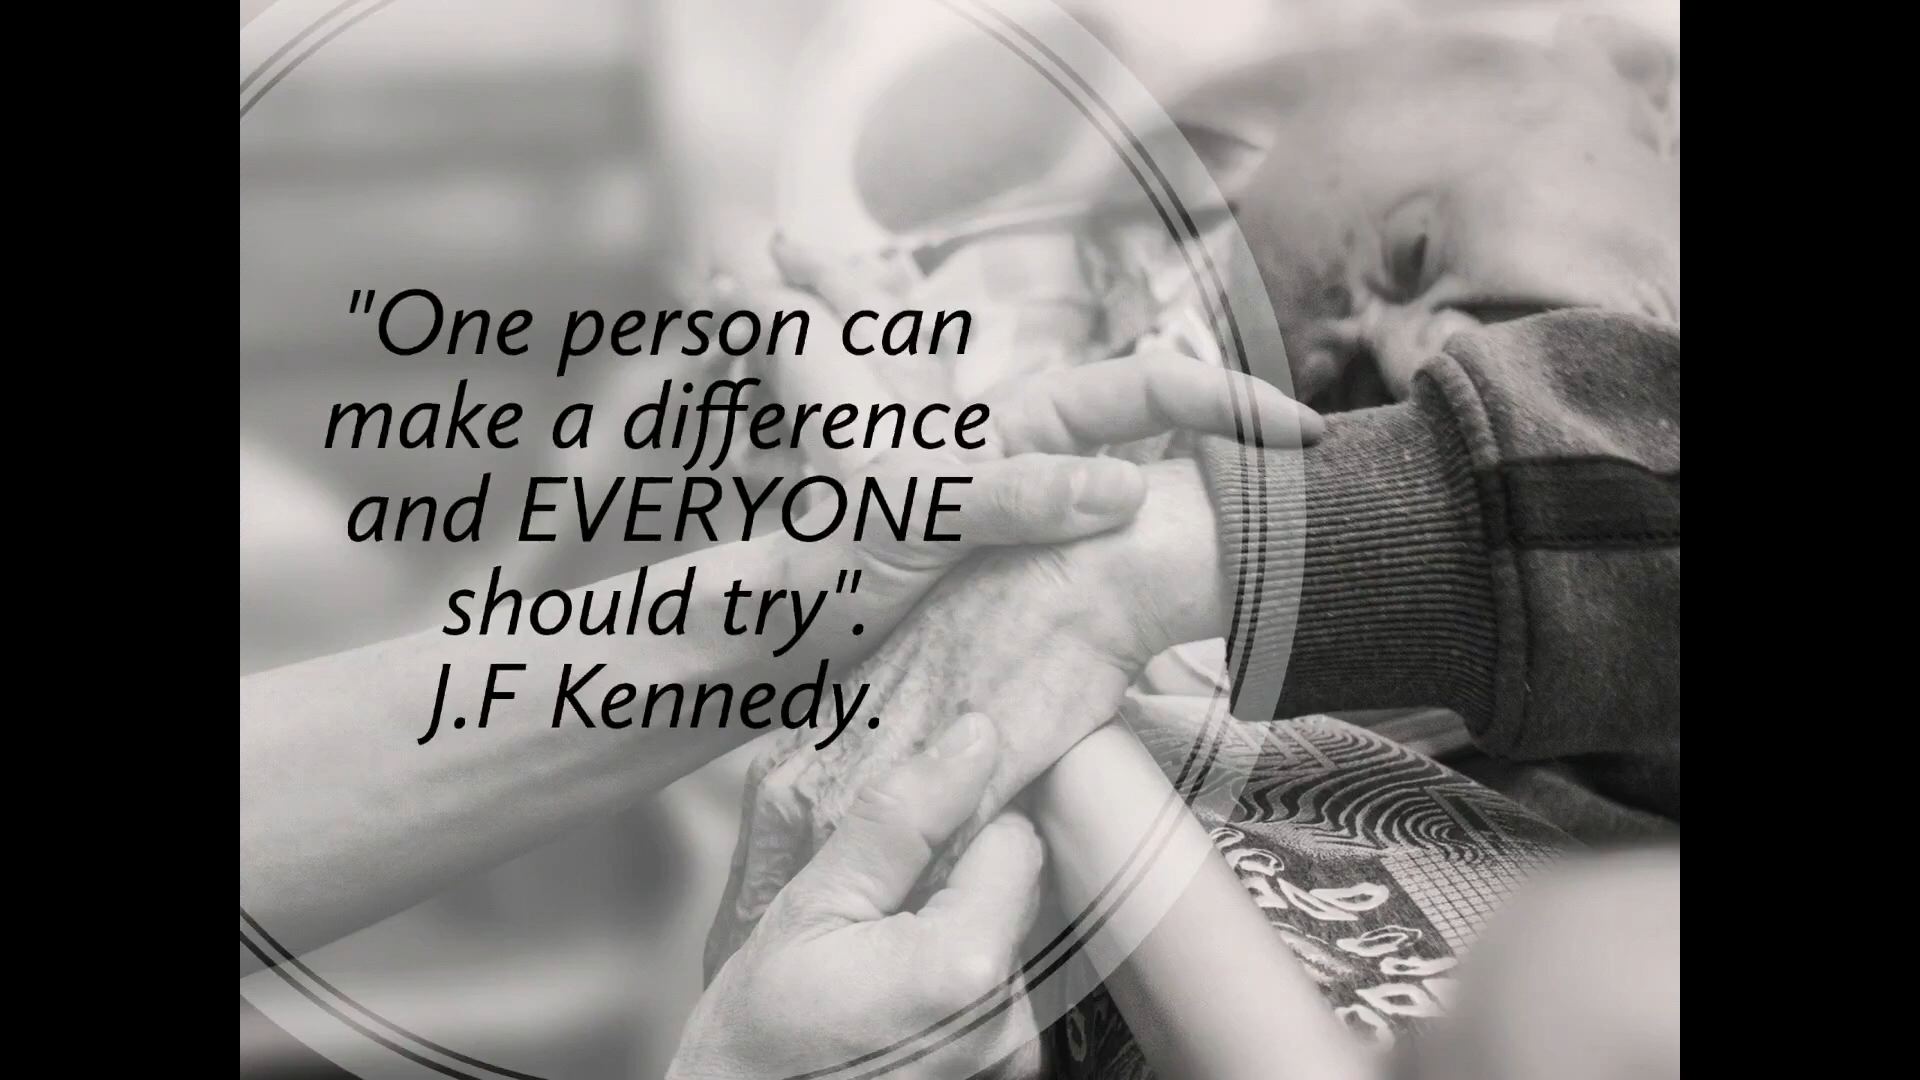 "One person can
make a difference
and EVERYONE
should try".
J.F Kennedy.